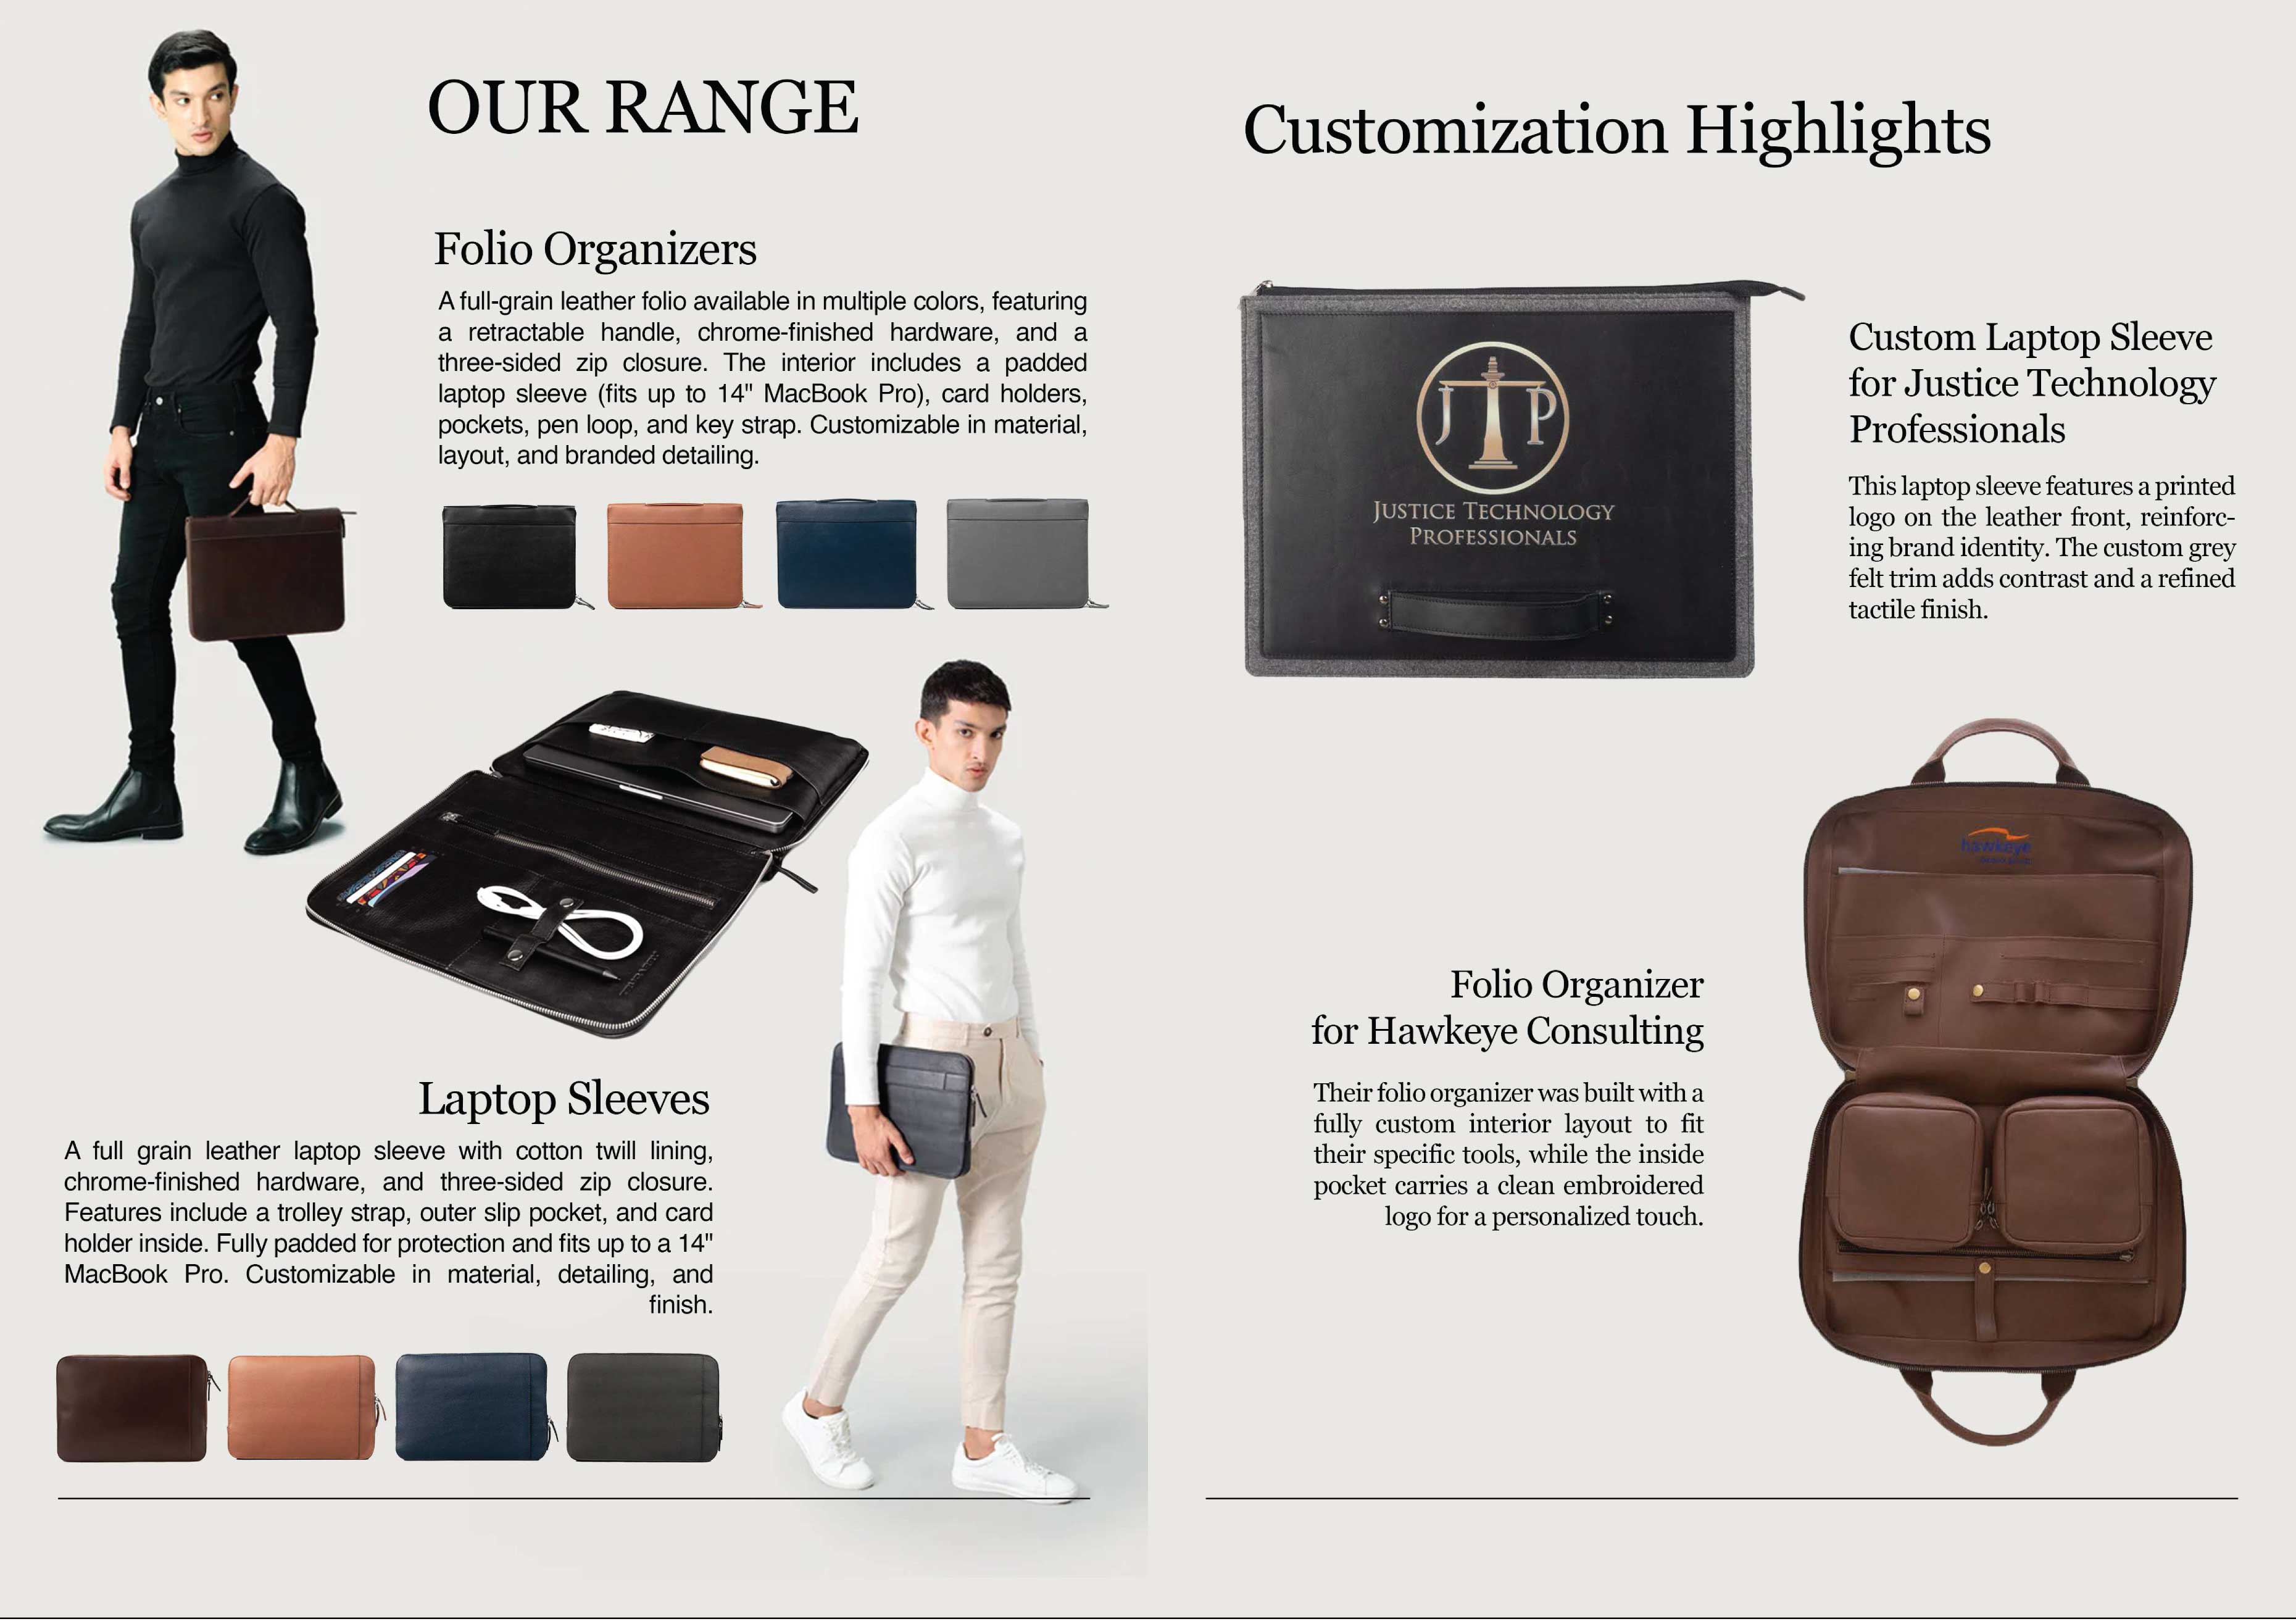 OUR RANGE
Folio Organizers
A full-grain leather folio available in multiple colors, featuring
a retractable handle, chrome-finished hardware, and a
three-sided zip closure. The interior includes a padded
laptop sleeve (fits up to 14" MacBook Pro), card holders,
pockets, pen loop, and key strap. Customizable in material,
layout, and branded detailing.
Laptop Sleeves
A full grain leather laptop sleeve with cotton twill lining,
chrome-finished hardware, and three-sided zip closure.
Features include a trolley strap, outer slip pocket, and card
holder inside. Fully padded for protection and fits up to a 14"
MacBook Pro. Customizable in material, detailing, and
finish.
Customization Highlights
JTP
JUSTICE TECHNOLOGY
PROFESSIONALS
Custom Laptop Sleeve
for Justice Technology
Professionals
This laptop sleeve features a printed
logo on the leather front, reinforc-
ing brand identity. The custom grey
felt trim adds contrast and a refined
tactile finish.
hawkeye
Folio Organizer
for Hawkeye Consulting
Their folio organizer was built with a
fully custom interior layout to fit
their specific tools, while the inside
pocket carries a clean embroidered
logo for a personalized touch.